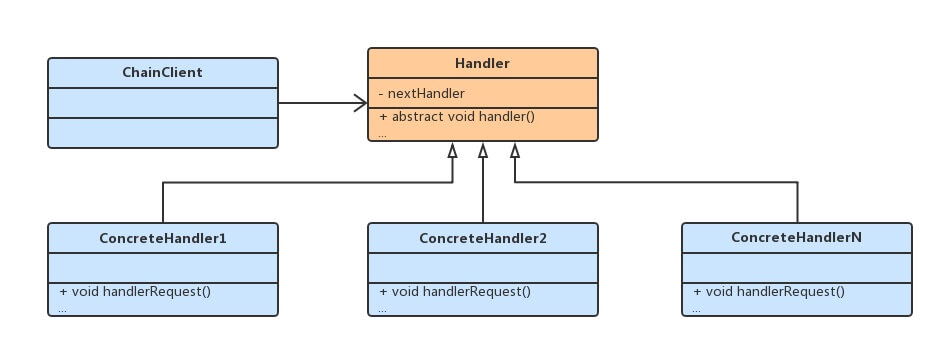 ChainClient
Handler
- nextHandler
+ abstract void handler()
...
ConcreteHandler1
+ void handlerRequest()
...
ConcreteHandler2
+ void handlerRequest()
...
ConcreteHandlerN
+ void handlerRequest()
...